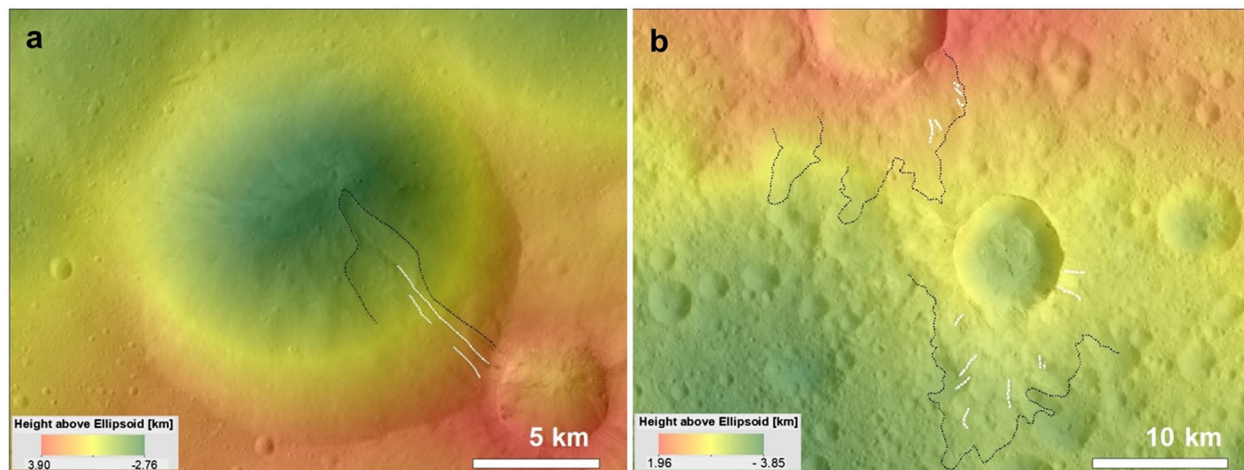 a
Height above Ellipsoid [km]
3.90 -2.76
5 km
b
Height above Ellipsoid [km]
1.96 - 3.85
10 km